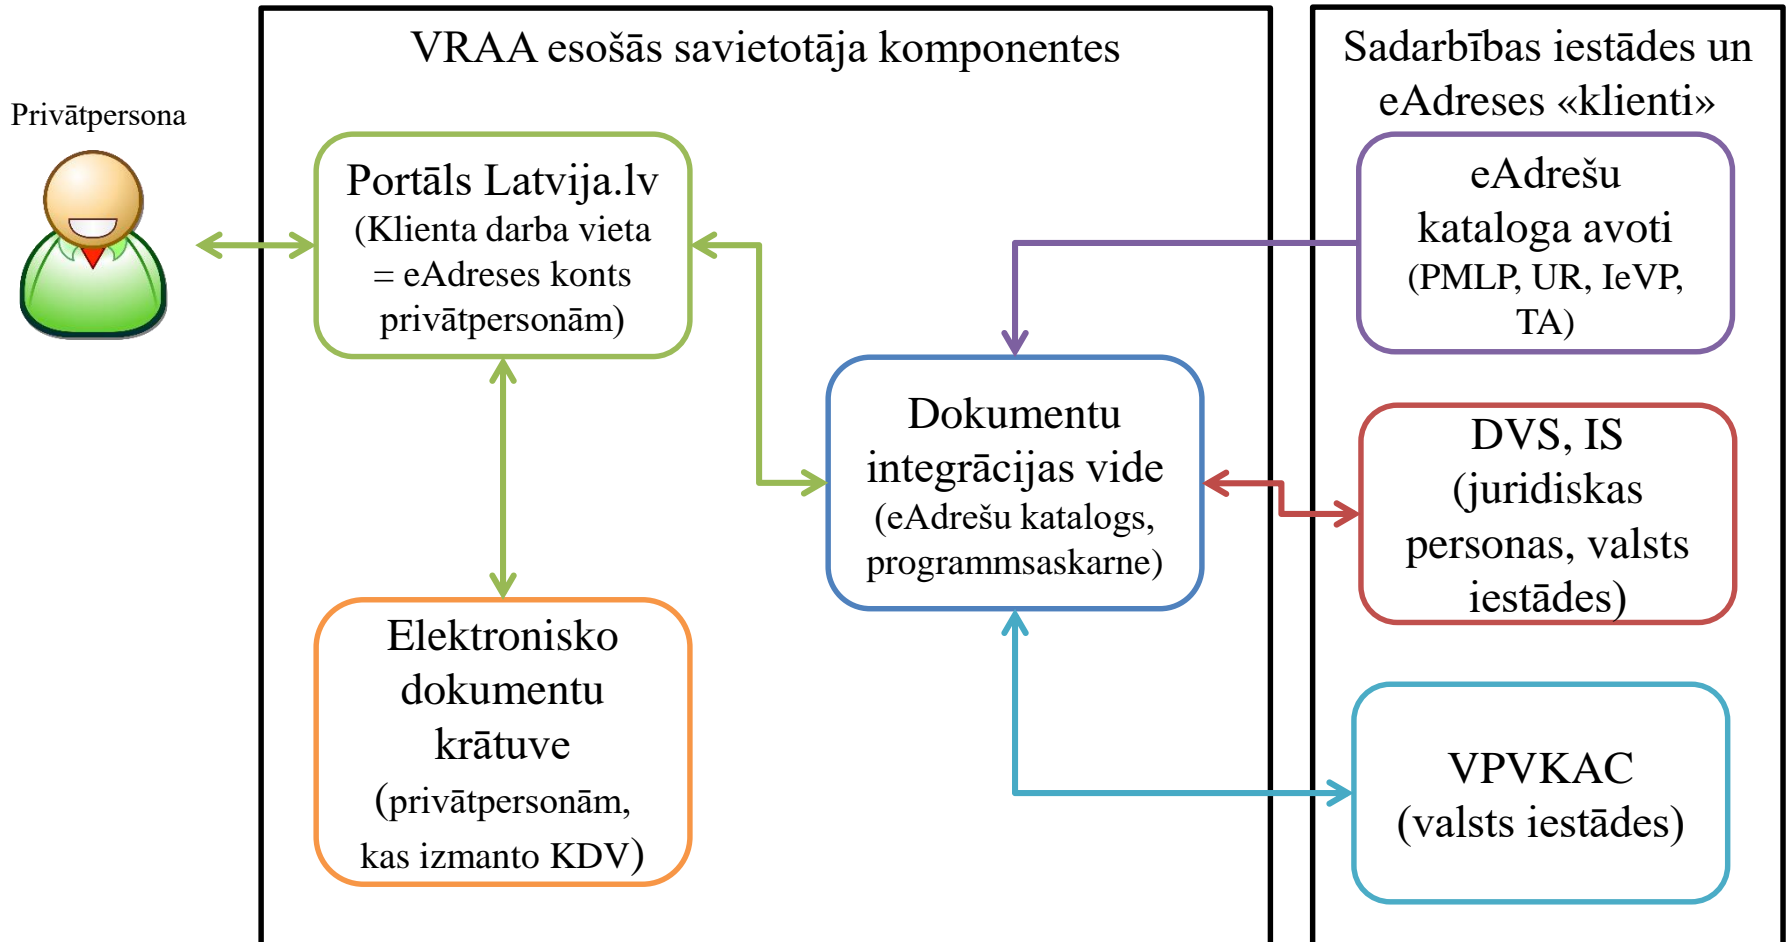 VRAA esošās savietotāja komponentes
Sadarbības iestādes un
eAdreses «klienti»
Privātpersona
Portāls Latvija.lv
(Klienta darba vieta
= eAdreses konts
privātpersonām)
Elektronisko
dokumentu
krātuve
(privātpersonām,
kas izmanto KDV)
Dokumentu
integrācijas vide
(eAdrešu katalogs,
programmsaskarne)
eAdrešu
kataloga avoti
(PMLP, UR, IeVP,
TA)
DVS, IS
(juridiskas
personas, valsts
iestādes)
VPVKAC
(valsts iestādes)